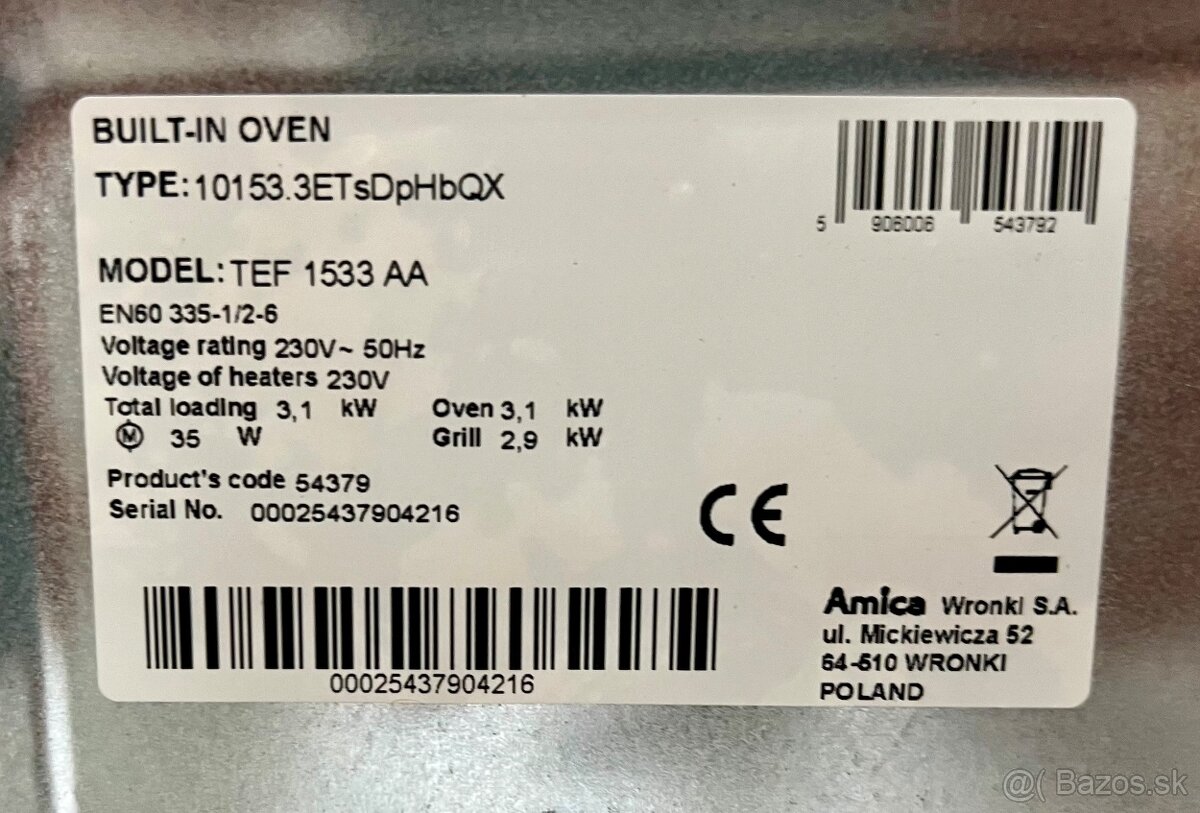 BUILT-IN OVEN
TYPE: 10153.3ETsDpHbQX
5 906006 543792
MODEL: TEF 1533 AA
EN60 335-1/2-6
Voltage rating 230V~ 50Hz
Voltage of heaters 230V
Total loading 3,1 kW Oven 3,1 kW
M 35 W Grill 2,9 kW
Product's code 54379
Serial No. 00025437904216
CE
00025437904216
Amica Wronki S.A.
ul. Mickiewicza 52
64-510 WRONKI
POLAND
@( Bazos.sk